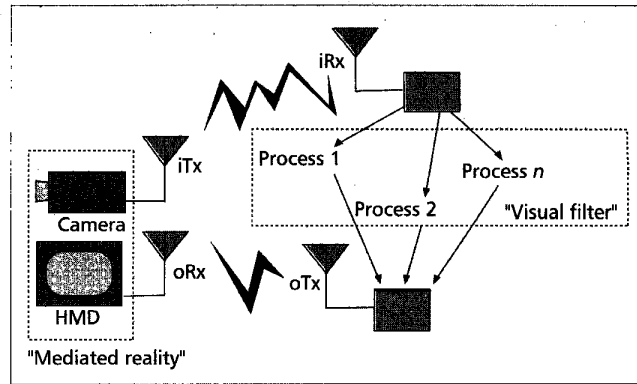 iRx
iTx
Process 1
Process n
Process 2
"Visual filter"
Camera
oRx
oTx
HMD
"Mediated reality"